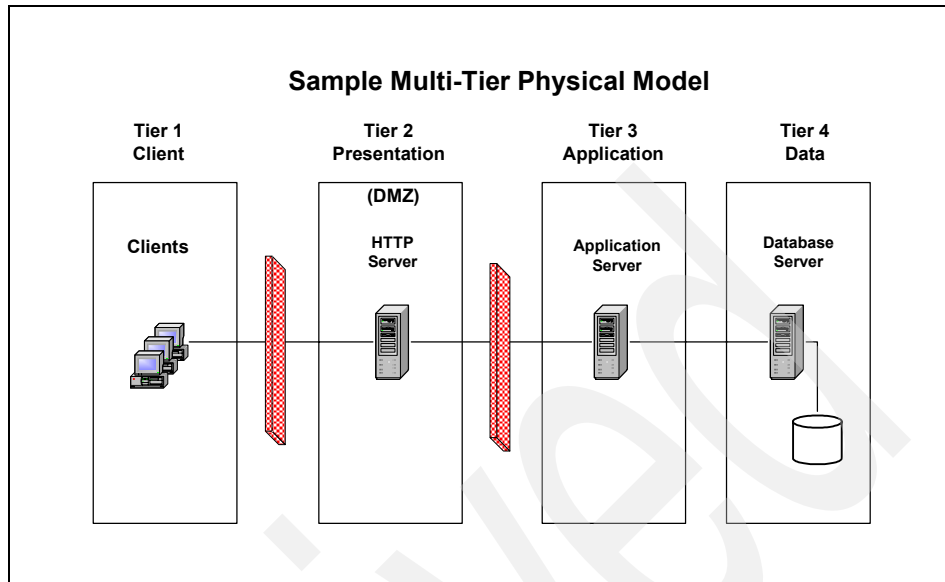 Sample Multi-Tier Physical Model
Tier 1
Client
Tier 2
Presentation
Tier 3
Application
Tier 4
Data
(DMZ)
Clients
HTTP
Server
Application
Server
Database
Server